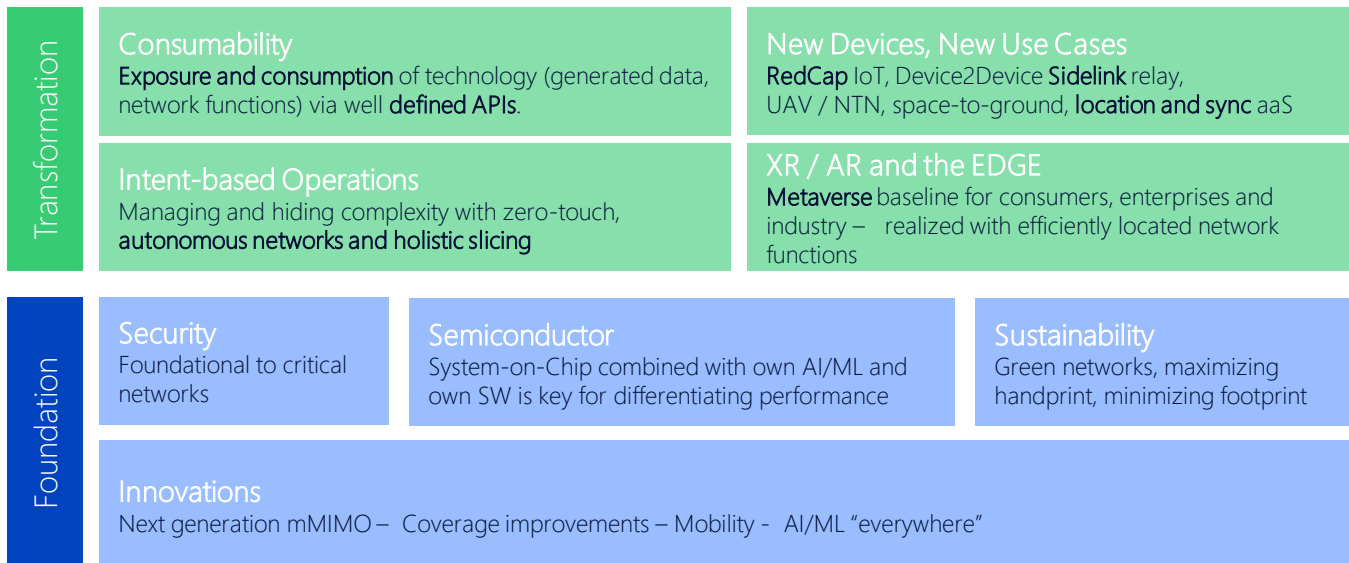 Transformation
Consumability
Exposure and consumption of technology (generated data,
network functions) via well defined APIs.
New Devices, New Use Cases
RedCap IoT, Device2Device Sidelink relay,
UAV / NTN, space-to-ground, location and sync aaS
Intent-based Operations
Managing and hiding complexity with zero-touch,
autonomous networks and holistic slicing
XR / AR and the EDGE
Metaverse baseline for consumers, enterprises and
industry – realized with efficiently located network
functions
Foundation
Security
Foundational to critical
networks
Semiconductor
System-on-Chip combined with own AI/ML and
own SW is key for differentiating performance
Sustainability
Green networks, maximizing
handprint, minimizing footprint
Innovations
Next generation mMIMO – Coverage improvements – Mobility - AI/ML “everywhere”